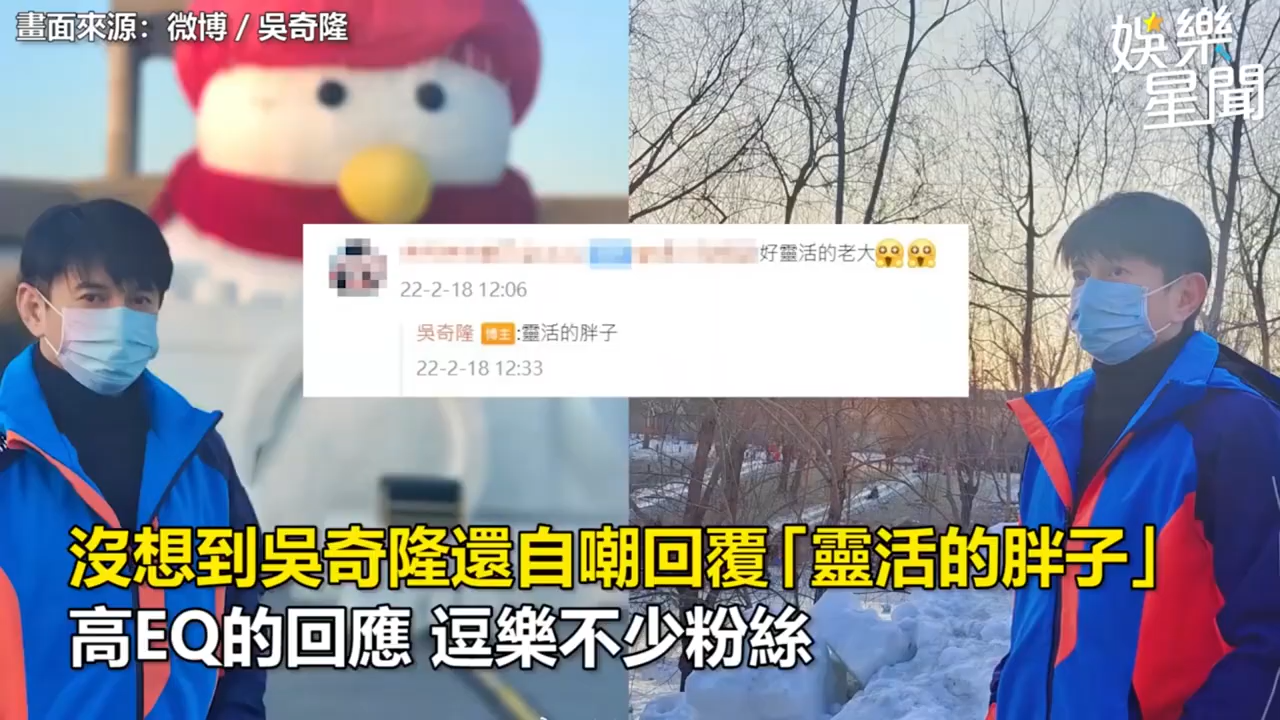 畫面來源：微博 / 吳奇隆
娛樂
星聞
好靈活的老大
22-2-18 12:06
吳奇隆 博主:靈活的胖子
22-2-18 12:33
沒想到吳奇隆還自嘲回覆「靈活的胖子」
高EQ的回應 逗樂不少粉絲